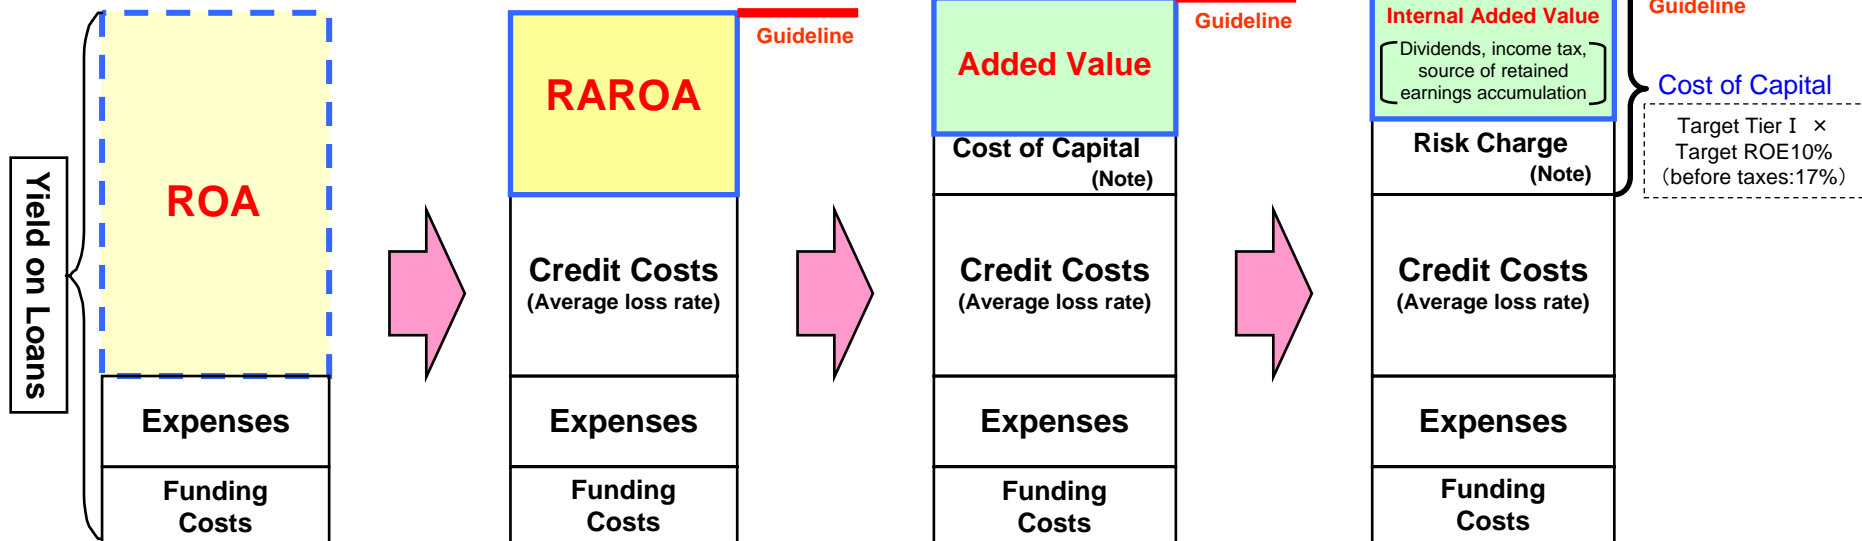 Yield on Loans
ROA
Expenses
Funding
Costs
Guideline
RAROA
Credit Costs
(Average loss rate)
Expenses
Funding
Costs
Guideline
Added Value
Cost of Capital
(Note)
Credit Costs
(Average loss rate)
Expenses
Funding
Costs
Guideline
Internal Added Value
Dividends, income tax,
source of retained
earnings accumulation
Risk Charge
(Note)
Credit Costs
(Average loss rate)
Expenses
Funding
Costs
Cost of Capital
Target Tier Ⅰ ×
Target ROE10%
（before taxes:17%）